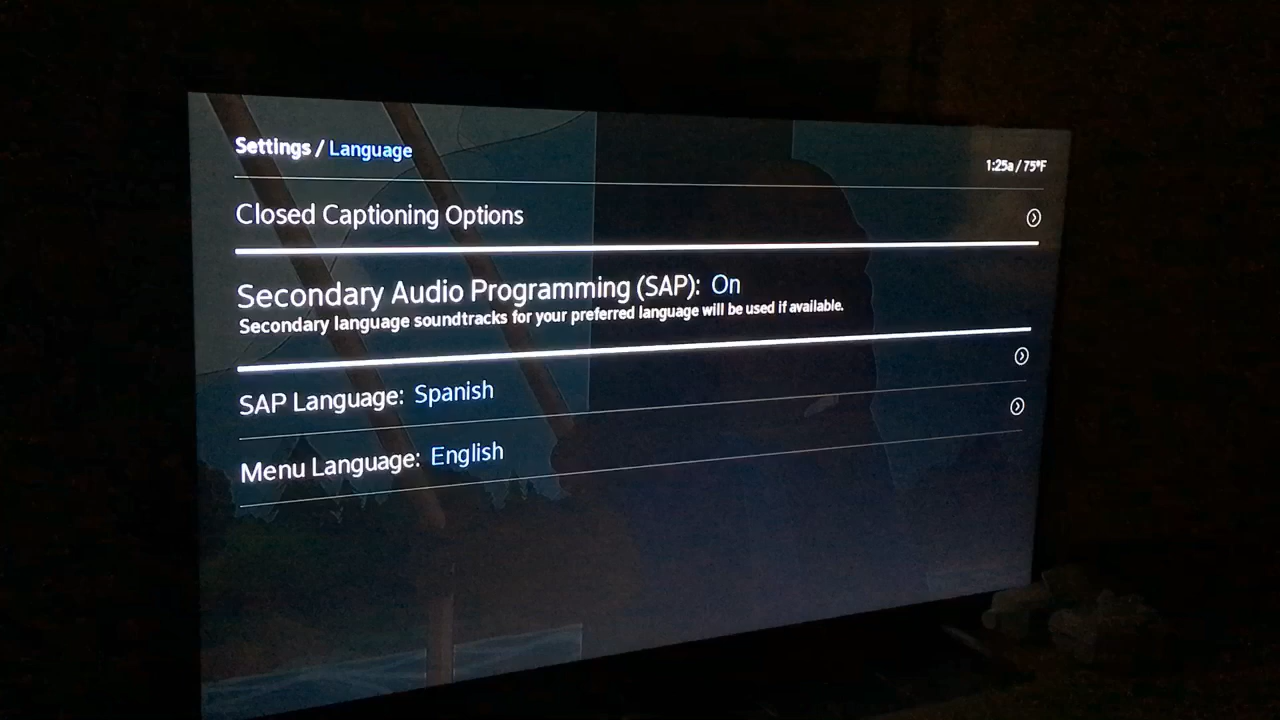 Settings / Language
1:25a / 75°F
Closed Captioning Options
Secondary Audio Programming (SAP): On
Secondary language soundtracks for your preferred language will be used if available.
SAP Language: Spanish
Menu Language: English